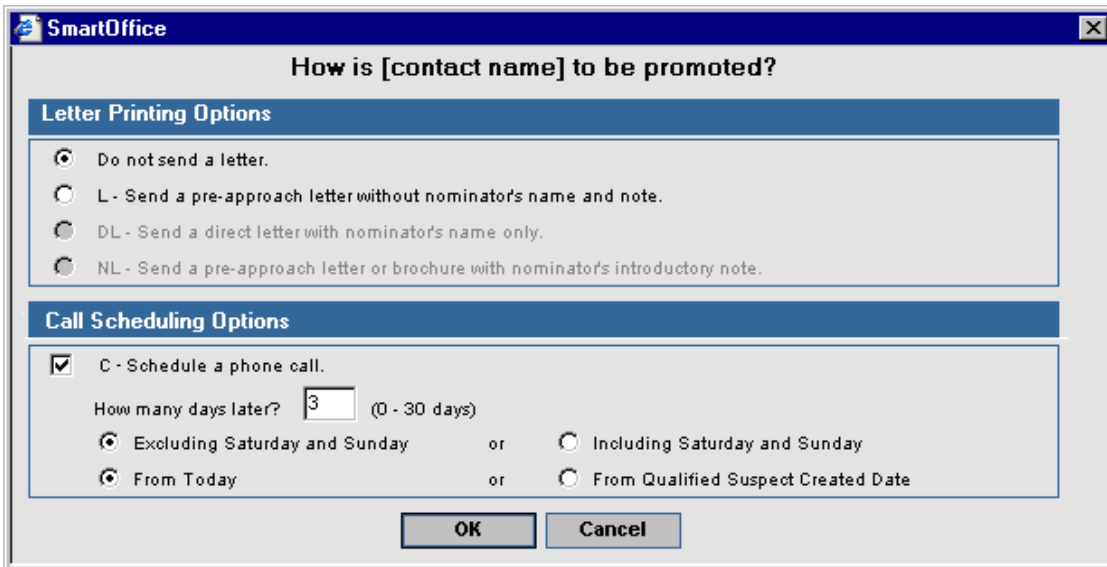 SmartOffice
How is [contact name] to be promoted?
Letter Printing Options
Do not send a letter.
L - Send a pre-approach letter without nominator's name and note.
DL - Send a direct letter with nominator's name only.
NL - Send a pre-approach letter or brochure with nominator's introductory note.
Call Scheduling Options
C - Schedule a phone call.
How many days later? 3 (0 - 30 days)
Excluding Saturday and Sunday or Including Saturday and Sunday
From Today or From Qualified Suspect Created Date
OK Cancel